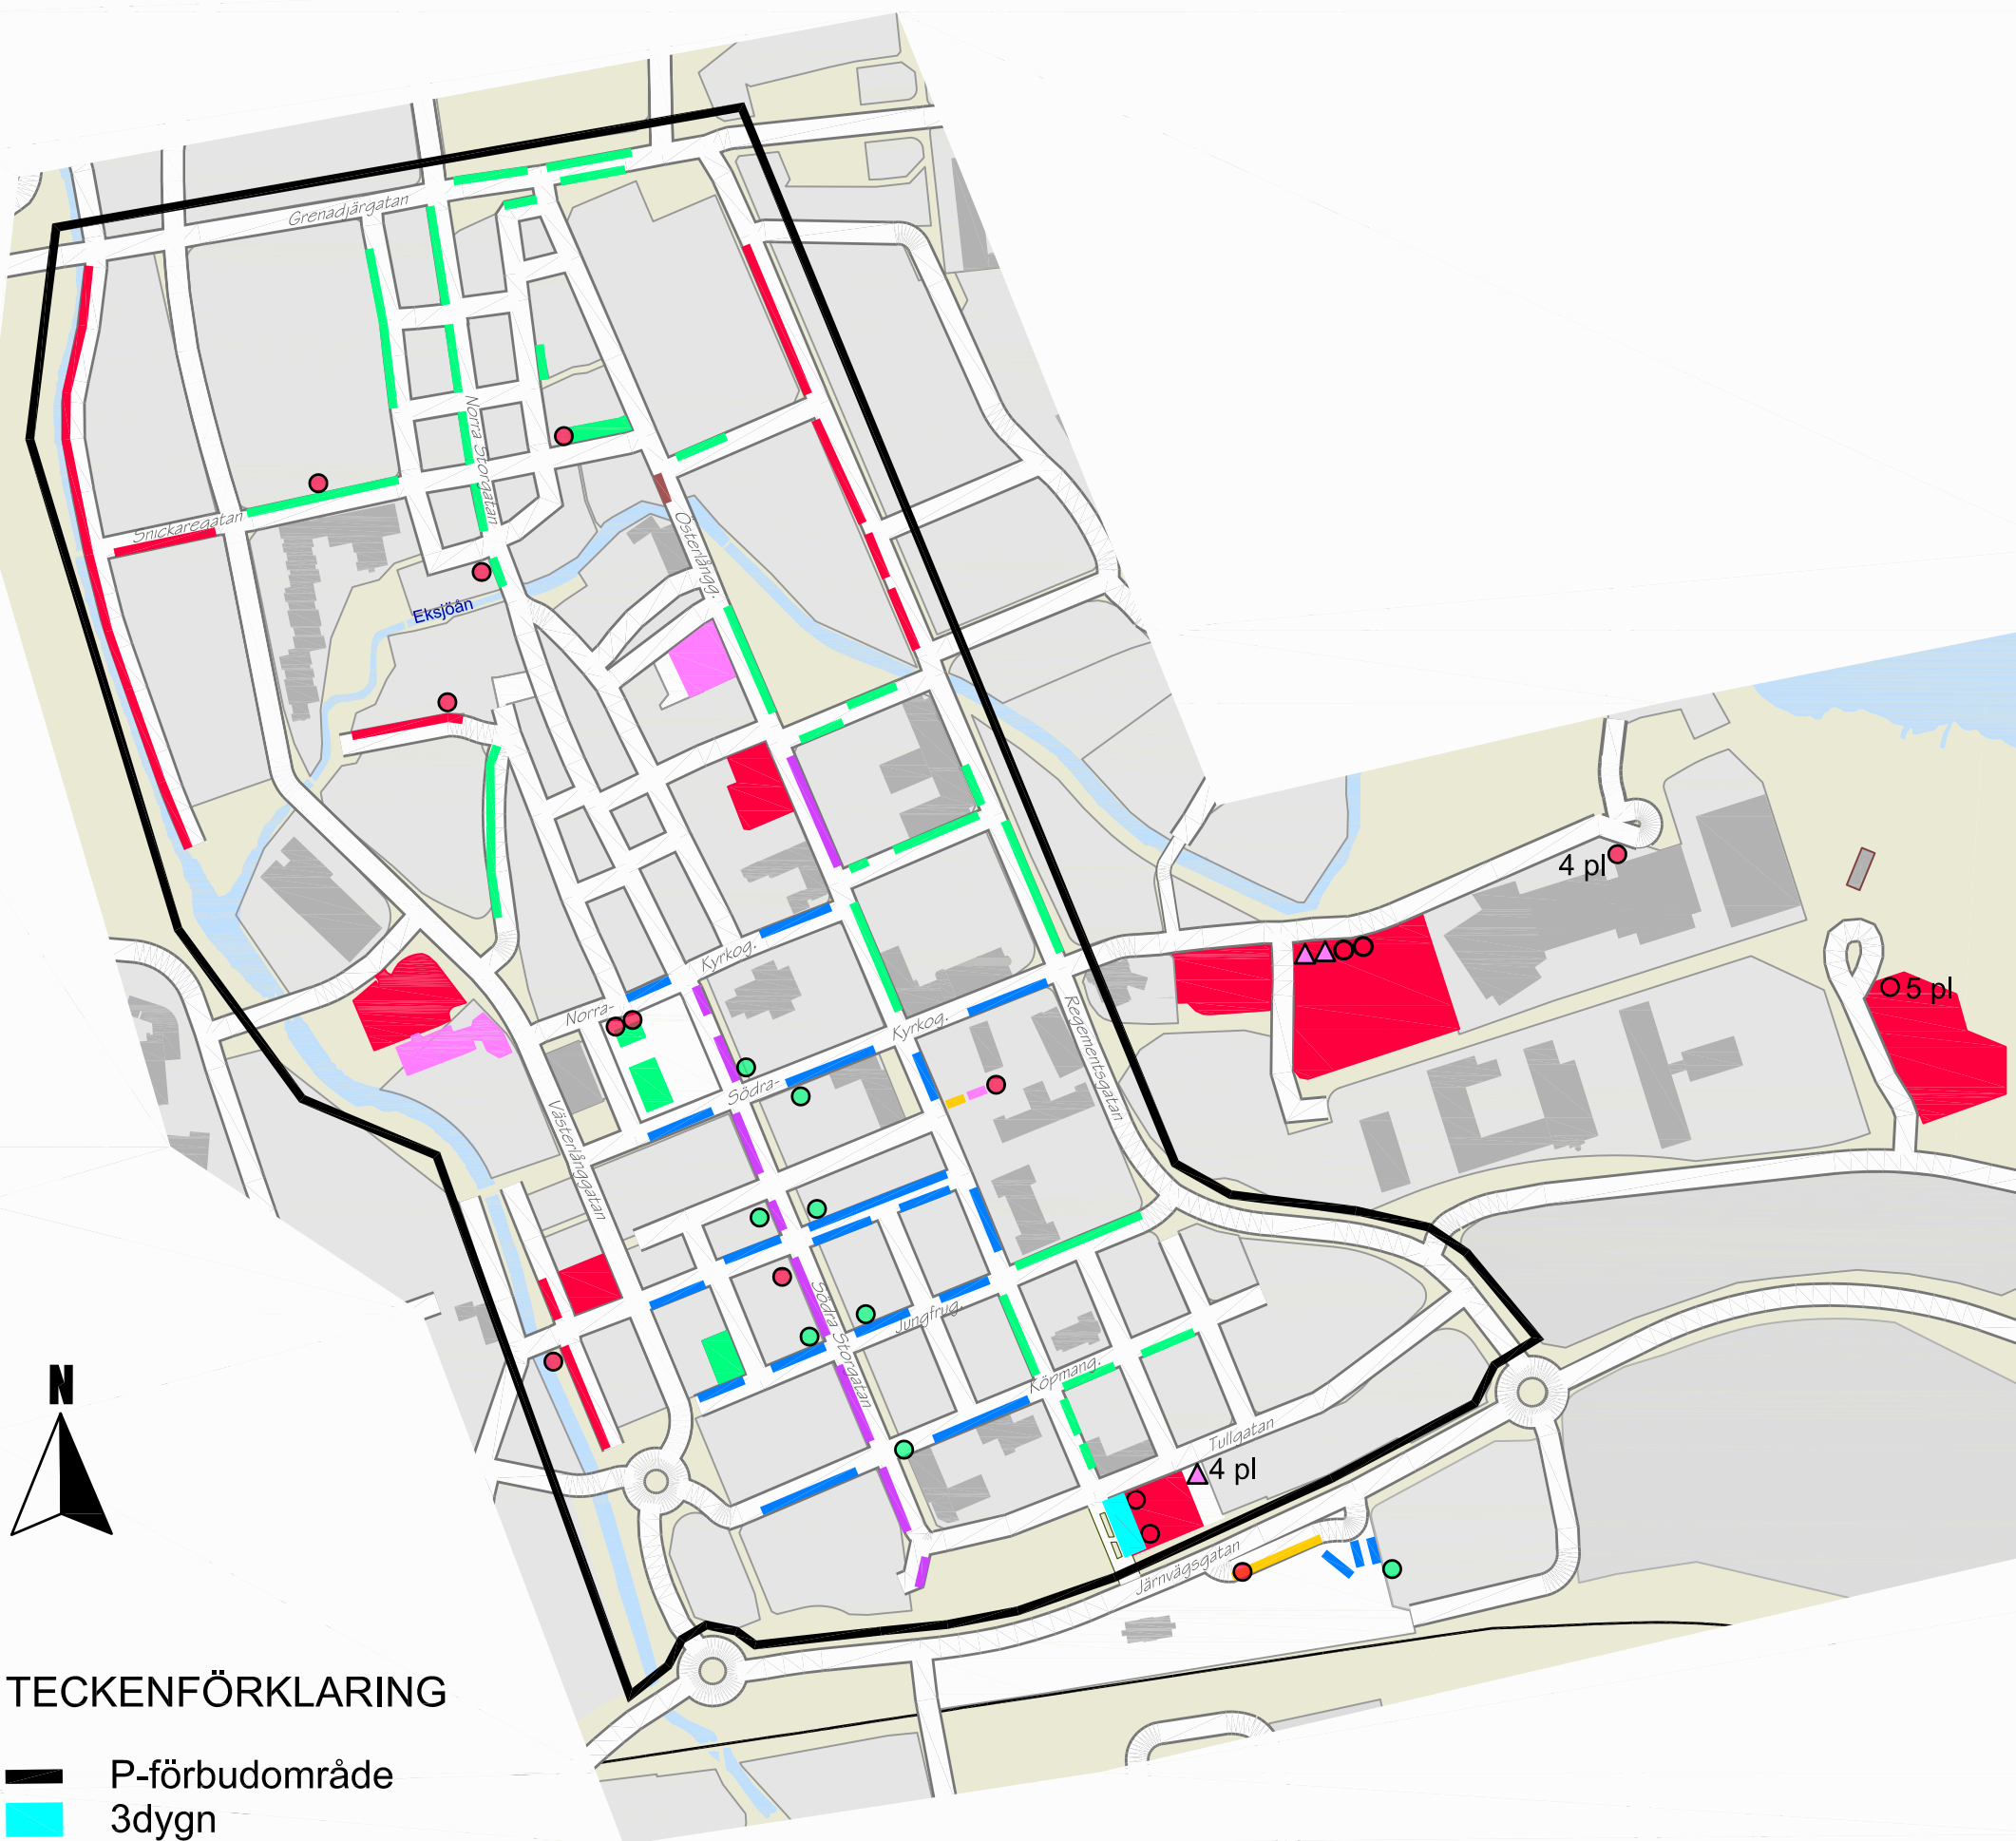 Grenadjärgatan
Norra Storgatan
Snickaregatan
Österlångg.
Eksjöån
4 pl
Kyrkog.
Norra-
5 pl
Kyrkog.
Regementsgatan
Södra-
Västerlånggatan
Södra Storgatan
Jungfrug.
Köpmang.
N
Tullgatan
4 pl
Järnvägsgatan
TECKENFÖRKLARING
P-förbudområde
3dygn